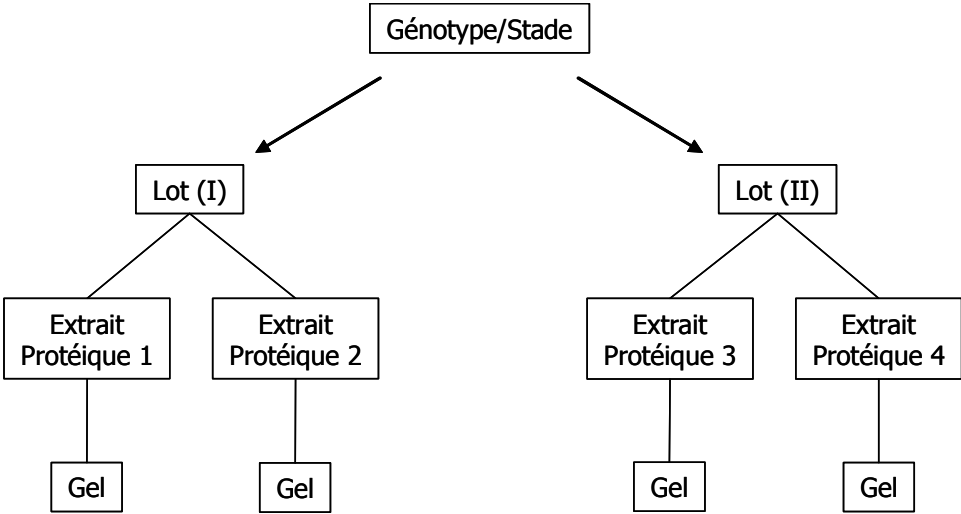 Génotype/Stade
Lot (I)
Lot (II)
Extrait
Protéique 1
Extrait
Protéique 2
Extrait
Protéique 3
Extrait
Protéique 4
Gel
Gel
Gel
Gel